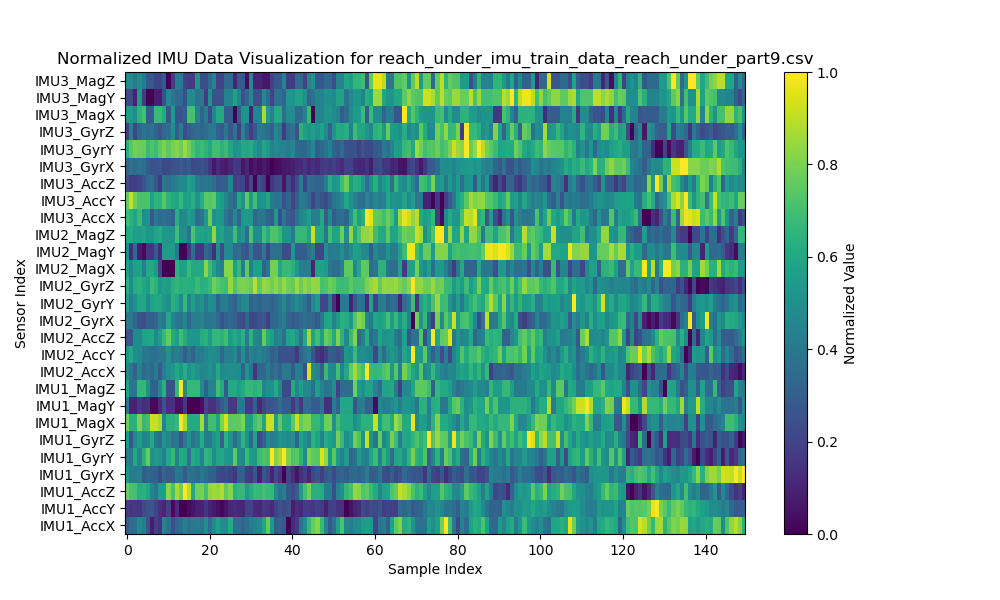 Normalized IMU Data Visualization for reach_under_imu_train_data_reach_under_part9.csv
IMU3_MagZ
IMU3_MagY
IMU3_MagX
IMU3_GyrZ
IMU3_GyrY
IMU3_GyrX
IMU3_AccZ
IMU3_AccY
IMU3_AccX
IMU2_MagZ
IMU2_MagY
IMU2_MagX
IMU2_GyrZ
IMU2_GyrY
IMU2_GyrX
IMU2_AccZ
IMU2_AccY
IMU2_AccX
IMU1_MagZ
IMU1_MagY
IMU1_MagX
IMU1_GyrZ
IMU1_GyrY
IMU1_GyrX
IMU1_AccZ
IMU1_AccY
IMU1_AccX
Sensor Index
0 20 40 60 80 100 120 140
Sample Index
1.0
0.8
0.6
0.4
0.2
0.0
Normalized Value